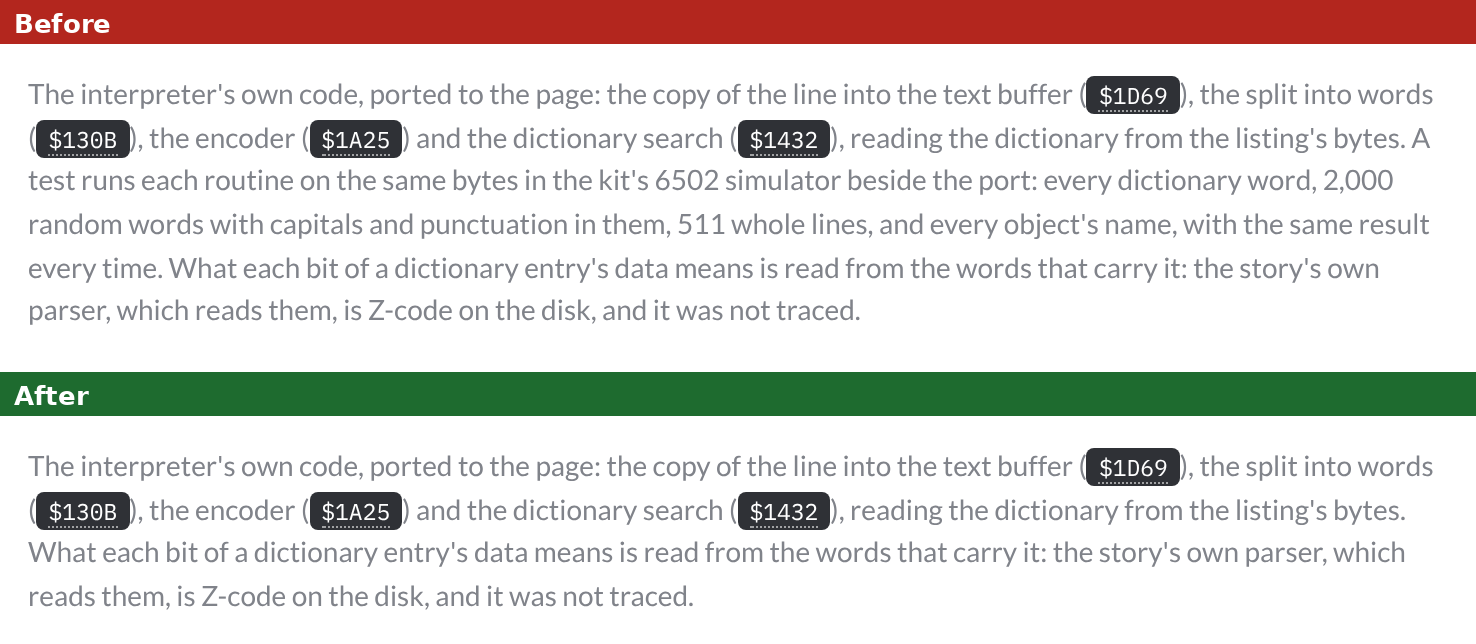 Before
The interpreter's own code, ported to the page: the copy of the line into the text buffer ( $1D69 ), the split into words
( $130B ), the encoder ( $1A25 ) and the dictionary search ( $1432 ), reading the dictionary from the listing's bytes. A
test runs each routine on the same bytes in the kit's 6502 simulator beside the port: every dictionary word, 2,000
random words with capitals and punctuation in them, 511 whole lines, and every object's name, with the same result
every time. What each bit of a dictionary entry's data means is read from the words that carry it: the story's own
parser, which reads them, is Z-code on the disk, and it was not traced.
After
The interpreter's own code, ported to the page: the copy of the line into the text buffer ( $1D69 ), the split into words
( $130B ), the encoder ( $1A25 ) and the dictionary search ( $1432 ), reading the dictionary from the listing's bytes.
What each bit of a dictionary entry's data means is read from the words that carry it: the story's own parser, which
reads them, is Z-code on the disk, and it was not traced.